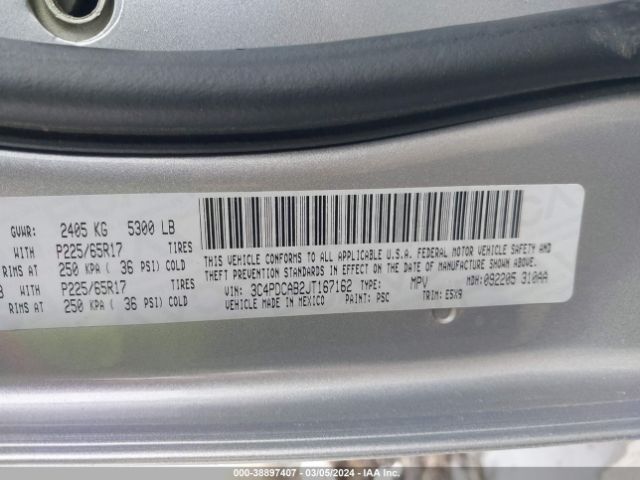 GVWR: 2405 KG 5300 LB
WITH P225/65R17 TIRES
RIMS AT 250 KPA ( 36 PSI) COLD
B WITH P225/65R17 TIRES
RIMS AT 250 KPA ( 36 PSI) COLD
THIS VEHICLE CONFORMS TO ALL APPLICABLE U.S.A. FEDERAL MOTOR VEHICLE SAFETY AND
THEFT PREVENTION STANDARDS IN EFFECT ON THE DATE OF MANUFACTURE SHOWN ABOVE.
VIN: 3C4PDCAB2JT167162 TYPE: MPV MDH:092205 310AA
VEHICLE MADE IN MEXICO PAINT: PSC TRIM: E5X9
000-38897407 - 03/05/2024 - IAA Inc.